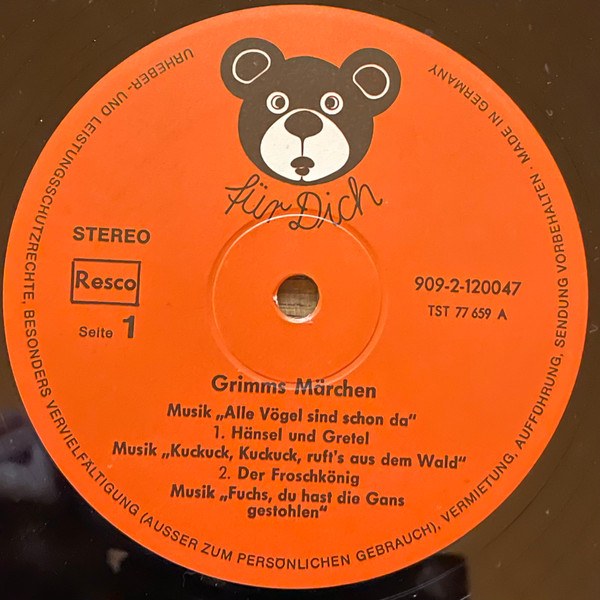 für Dich
STEREO
Resco
Seite 1
909-2-120047
TST 77 659 A
Grimms Märchen
Musik „Alle Vögel sind schon da“
1. Hänsel und Gretel
Musik „Kuckuck, Kuckuck, ruft's aus dem Wald“
2. Der Froschkönig
Musik „Fuchs, du hast die Gans
gestohlen“
URHEBER- UND LEISTUNGSSCHUTZRECHTE, BESONDERS VERVIELFÄLTIGUNG (AUSSER ZUM PERSÖNLICHEN GEBRAUCH), VERMIETUNG, AUFFÜHRUNG, SENDUNG VORBEHALTEN · MADE IN GERMANY